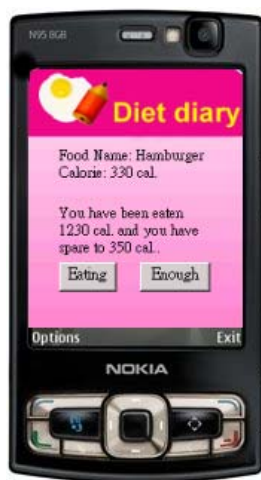 N95 8GB
Diet diary
Food Name: Hamburger
Calorie: 330 cal.
You have been eaten
1230 cal. and you have
spare to 350 cal..
Eating Enough
Options Exit
NOKIA